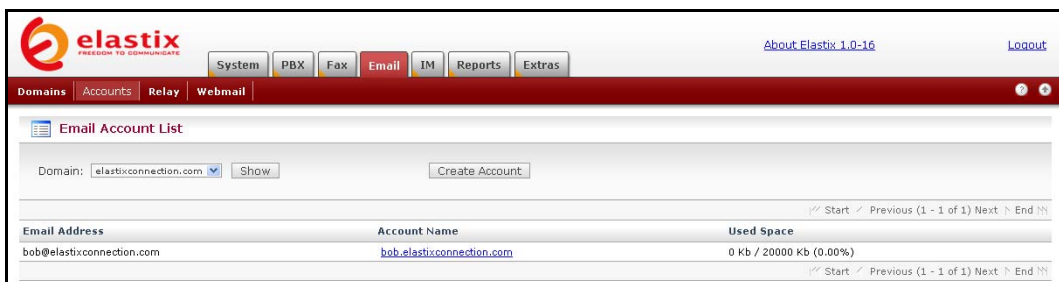 elastix
FREEDOM TO COMMUNICATE
About Elastix 1.0-16
Logout
System PBX Fax Email IM Reports Extras
Domains Accounts Relay Webmail
Email Account List
Domain: elastixconnection.com Show Create Account
Start Previous (1 - 1 of 1) Next End
Email Address Account Name Used Space
bob@elastixconnection.com bob.elastixconnection.com 0 Kb / 20000 Kb (0.00%)
Start Previous (1 - 1 of 1) Next End